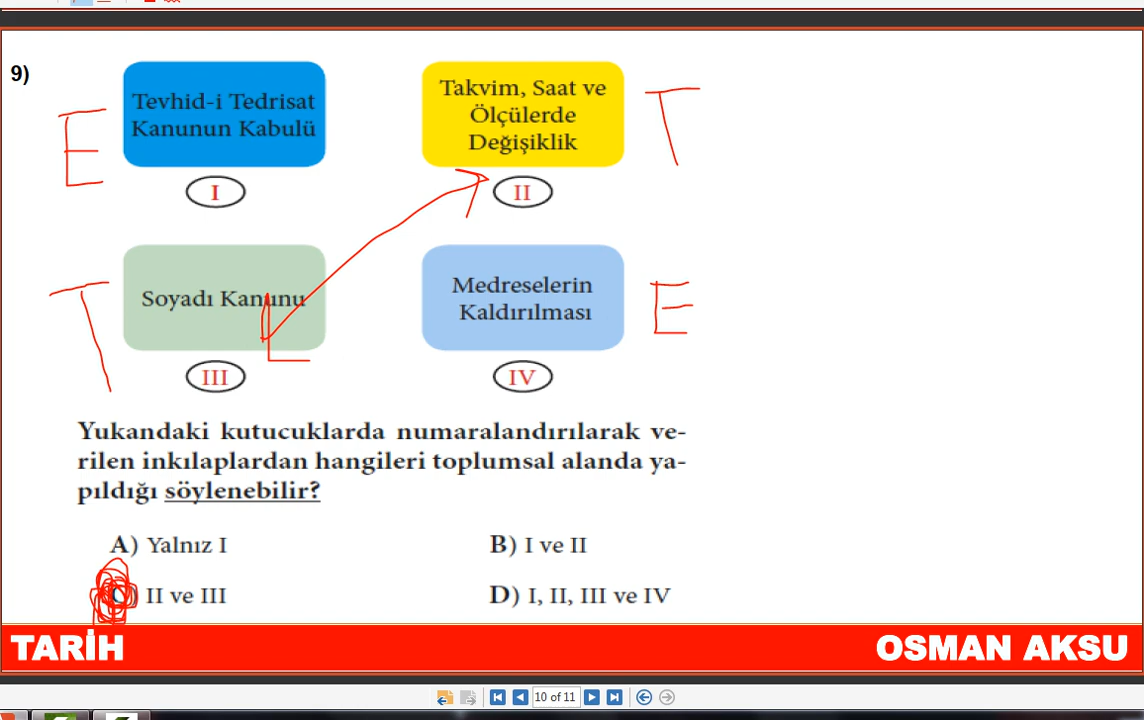 9)
Tevhid-i Tedrisat
Kanunun Kabulü
E
I
Takvim, Saat ve
Ölçülerde
Değişiklik
T
II
Soyadı Kanunu
T
III
Medreselerin
Kaldırılması
E
IV
Yukarıdaki kutucuklarda numaralandırılarak ve-
rilen inkılaplardan hangileri toplumsal alanda ya-
pıldığı söylenebilir?
A) Yalnız I
B) I ve II
C) II ve III
D) I, II, III ve IV
TARİH
OSMAN AKSU
10 of 11